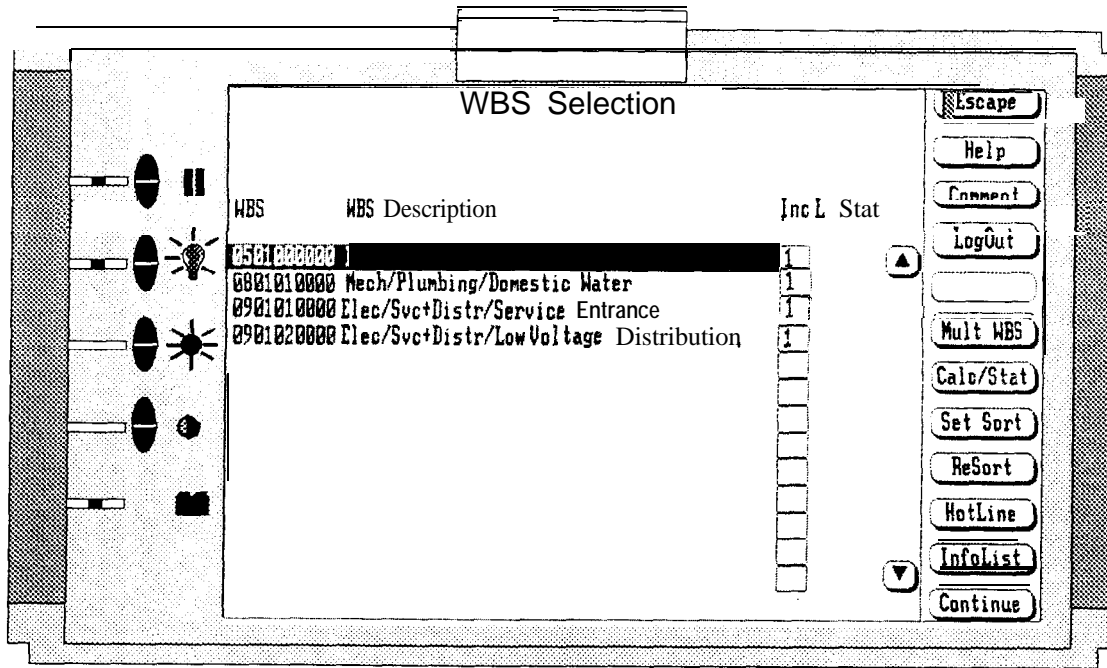 WBS Selection
WBS WBS Description Incl Stat
0501000000 1
0801010000 Mech/Plumbing/Domestic Water 1
0901010000 Elec/Svc+Distr/Service Entrance 1
0901020000 Elec/Svc+Distr/Low Voltage Distribution 1
Escape
Help
Comment
LogOut
Mult WBS
Calc/Stat
Set Sort
ReSort
HotLine
InfoList
Continue